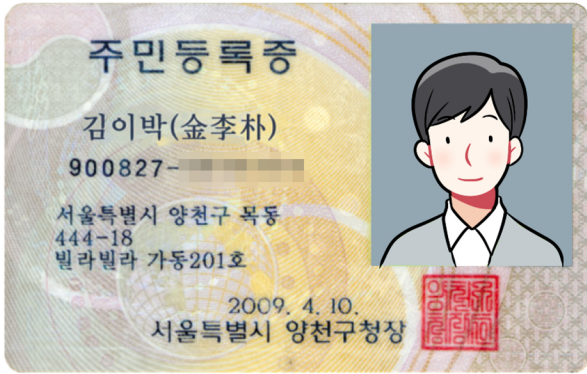 주민등록증
김이박(金李朴)
900827-
서울특별시 양천구 목동
444-18
빌라빌라 가동201호
2009. 4. 10.
서울특별시 양천구청장